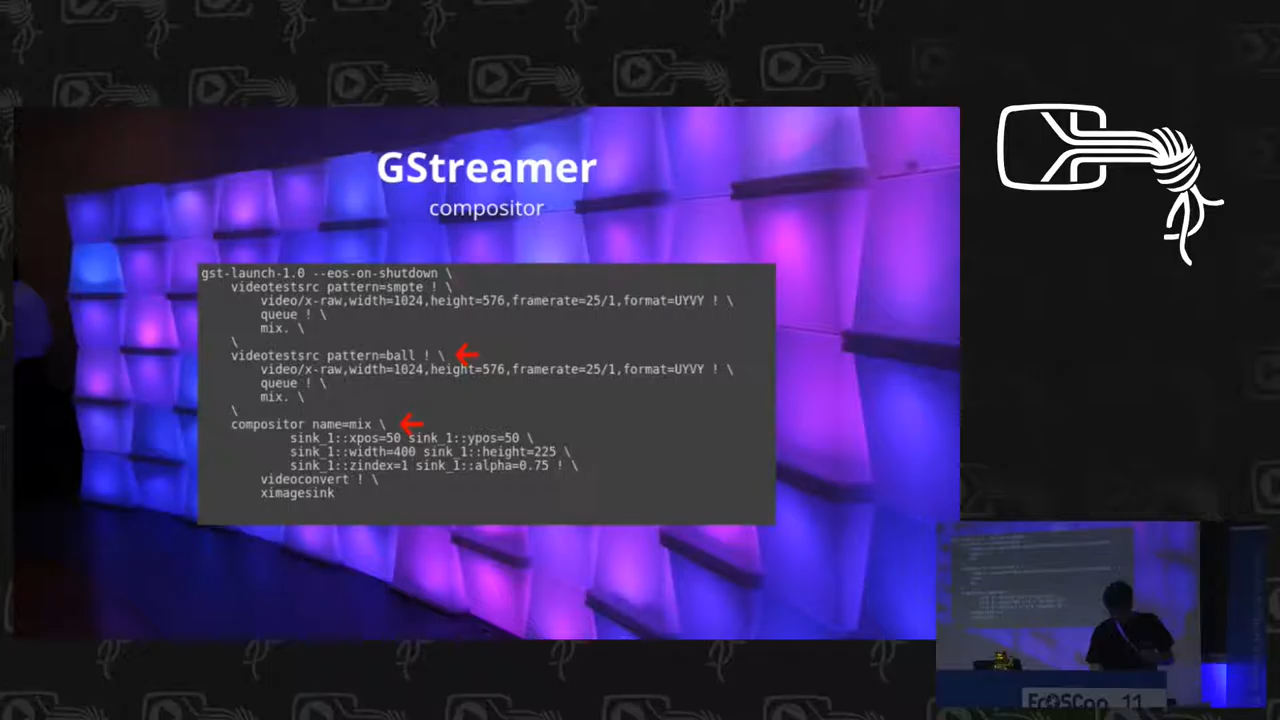 GStreamer
compositor
gst-launch-1.0 --eos-on-shutdown \
videotestsrc pattern=smpte ! \
video/x-raw,width=1024,height=576,framerate=25/1,format=UYVY ! \
queue ! \
mix. \
\
videotestsrc pattern=ball ! \
video/x-raw,width=1024,height=576,framerate=25/1,format=UYVY ! \
queue ! \
mix. \
\
compositor name=mix \
sink_1::xpos=50 sink_1::ypos=50 \
sink_1::width=400 sink_1::height=225 \
sink_1::zindex=1 sink_1::alpha=0.75 ! \
videoconvert ! \
ximagesink
FrOSCon 11